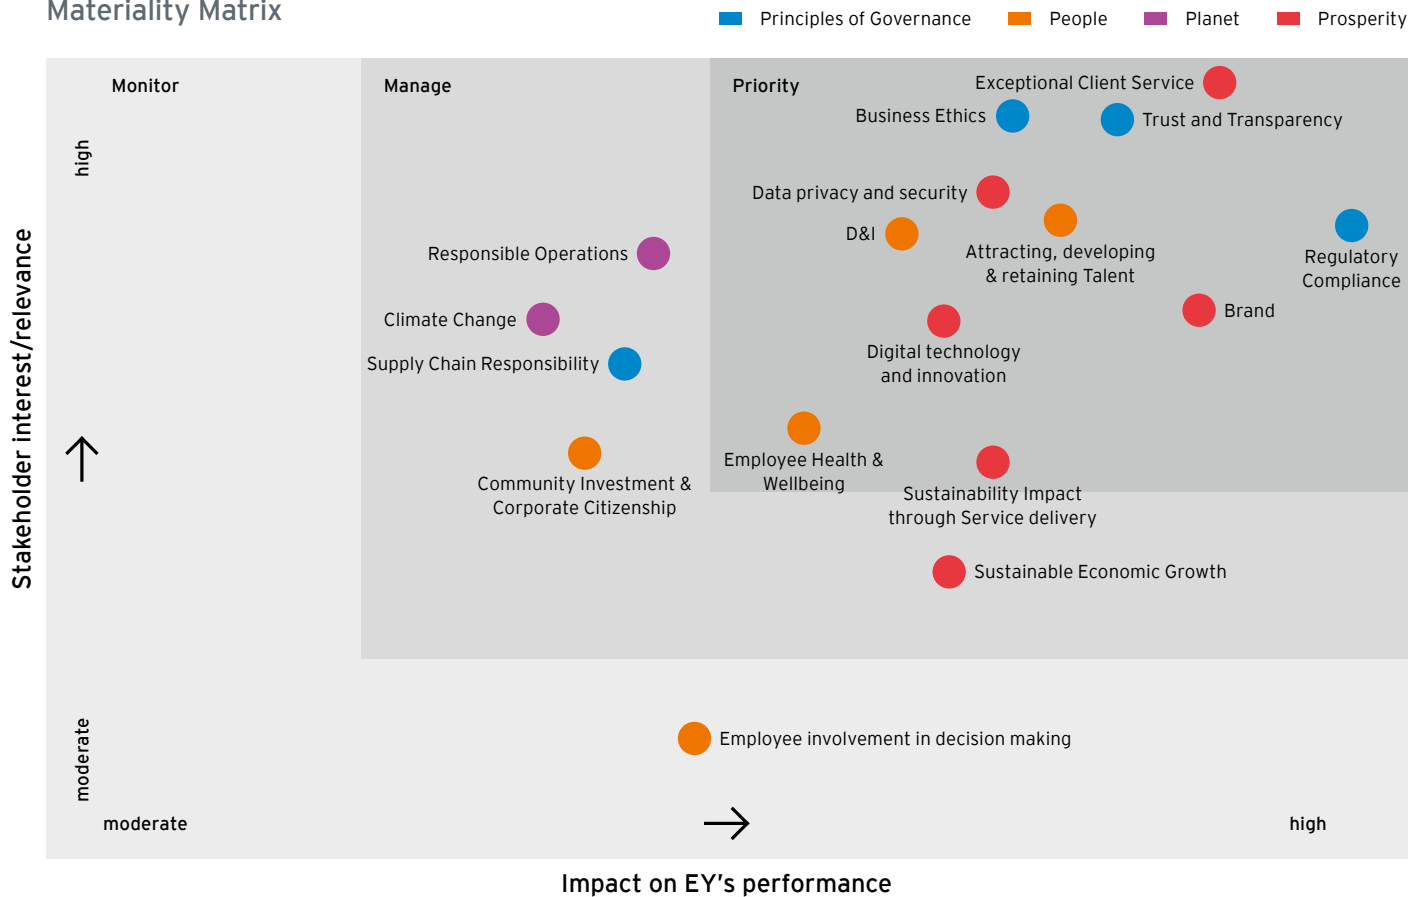 Materiality Matrix
Principles of Governance
People
Planet
Prosperity
Monitor
Manage
Priority
Exceptional Client Service
Business Ethics
Trust and Transparency
high
Data privacy and security
D&I
Attracting, developing
& retaining Talent
Regulatory
Compliance
Responsible Operations
Climate Change
Brand
Digital technology
and innovation
Supply Chain Responsibility
Stakeholder interest/relevance
Community Investment &
Corporate Citizenship
Employee Health &
Wellbeing
Sustainability Impact
through Service delivery
Sustainable Economic Growth
Employee involvement in decision making
moderate
moderate
high
Impact on EY's performance